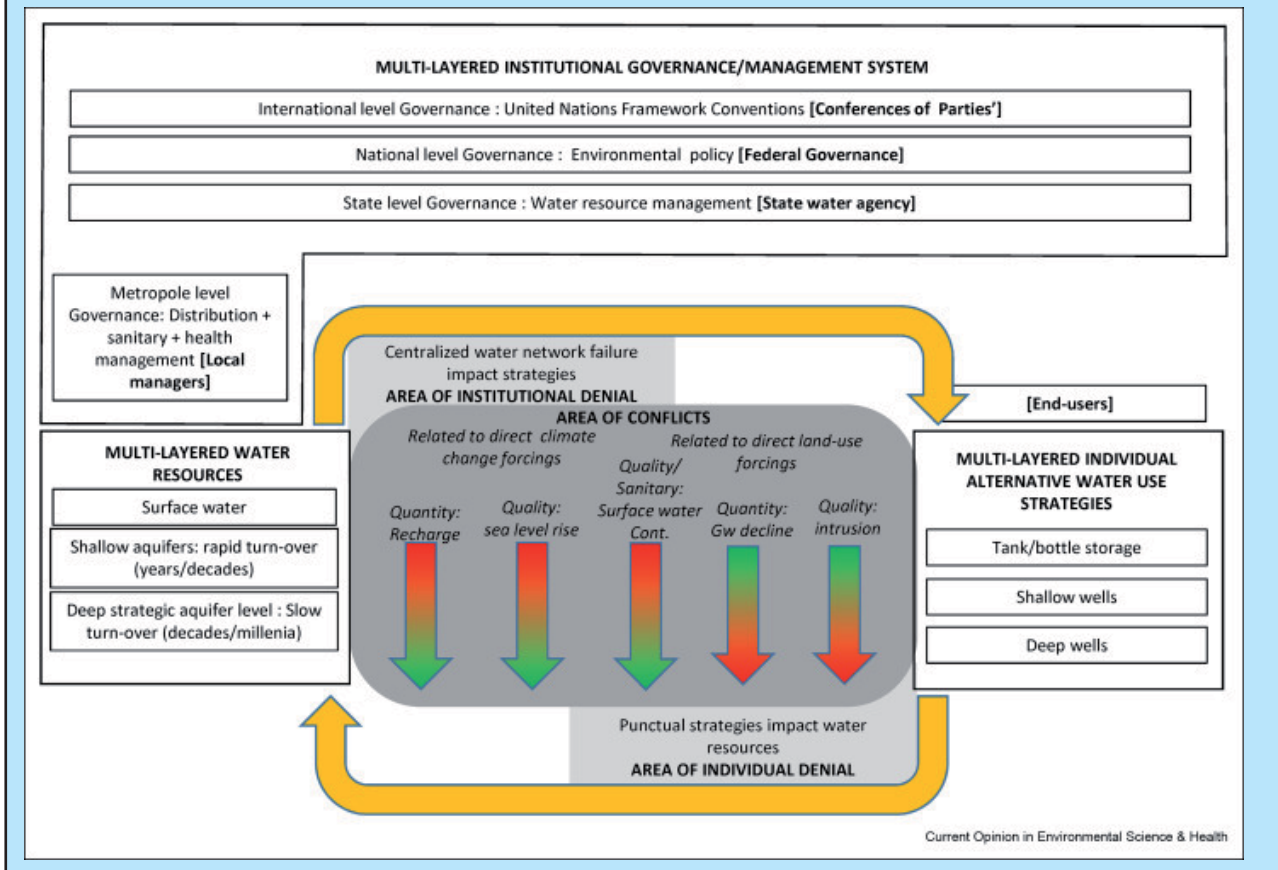 MULTI-LAYERED INSTITUTIONAL GOVERNANCE/MANAGEMENT SYSTEM
International level Governance : United Nations Framework Conventions [Conferences of Parties']
National level Governance : Environmental policy [Federal Governance]
State level Governance : Water resource management [State water agency]
Metropole level
Governance: Distribution +
sanitary + health
management [Local
managers]
Centralized water network failure
impact strategies
AREA OF INSTITUTIONAL DENIAL
[End-users]
AREA OF CONFLICTS
Related to direct climate
change forcings
Related to direct land-use
forcings
Quantity:
Recharge
Quality:
sea level rise
Quality/
Sanitary:
Surface water
Cont.
Quantity:
Gw decline
Quality:
intrusion
MULTI-LAYERED WATER
RESOURCES
Surface water
Shallow aquifers: rapid turn-over
(years/decades)
Deep strategic aquifer level : Slow
turn-over (decades/millenia)
MULTI-LAYERED INDIVIDUAL
ALTERNATIVE WATER USE
STRATEGIES
Tank/bottle storage
Shallow wells
Deep wells
Punctual strategies impact water
resources
AREA OF INDIVIDUAL DENIAL
Current Opinion in Environmental Science & Health